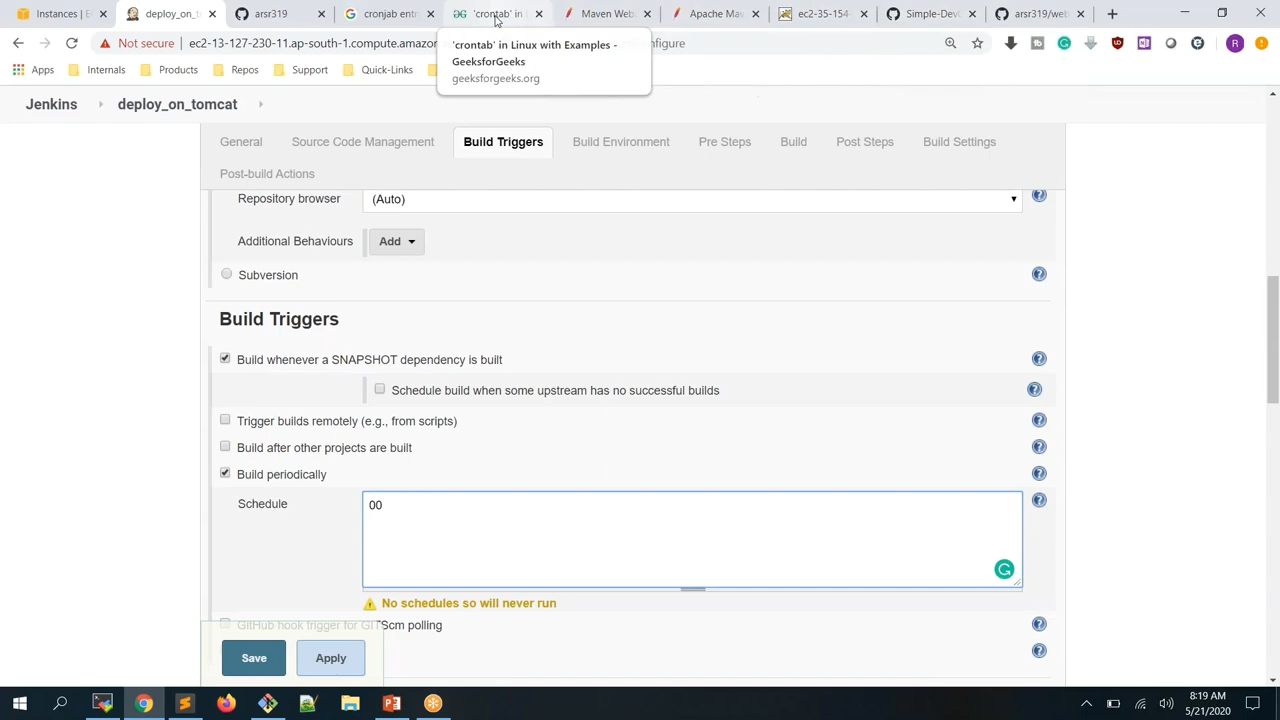 Instances | E
deploy_on_to
arsr319
cronjab entr
'crontab' in L
Maven Web
Apache Ma
ec2-35-154-
Simple-DevO
arsr319/web
Not secure
ec2-13-127-230-11.ap-south-1.compute.amazon
figure
'crontab' in Linux with Examples -
GeeksforGeeks
geeksforgeeks.org
Apps
Internals
Products
Repos
Support
Quick-Links
Jenkins
deploy_on_tomcat
General
Source Code Management
Build Triggers
Build Environment
Pre Steps
Build
Post Steps
Build Settings
Post-build Actions
Repository browser
(Auto)
Additional Behaviours
Add
Subversion
Build Triggers
Build whenever a SNAPSHOT dependency is built
Schedule build when some upstream has no successful builds
Trigger builds remotely (e.g., from scripts)
Build after other projects are built
Build periodically
Schedule
00
No schedules so will never run
GitHub hook trigger for GITScm polling
Save
Apply
8:19 AM
5/21/2020